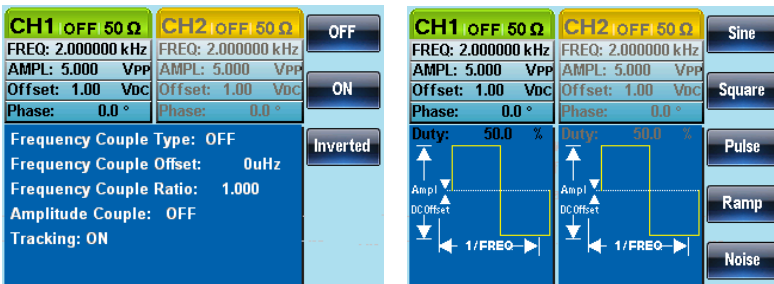 CH1 OFF 50 Ω CH2 OFF 50 Ω OFF
FREQ: 2.000000 kHz FREQ: 2.000000 kHz
AMPL: 5.000 VPP AMPL: 5.000 VPP
Offset: 1.00 VDC Offset: 1.00 VDC ON
Phase: 0.0 ° Phase: 0.0 °
Frequency Couple Type: OFF
Inverted
Frequency Couple Offset: 0uHz
Frequency Couple Ratio: 1.000
Amplitude Couple: OFF
Tracking: ON
CH1 OFF 50 Ω CH2 OFF 50 Ω Sine
FREQ: 2.000000 kHz FREQ: 2.000000 kHz
AMPL: 5.000 VPP AMPL: 5.000 VPP
Offset: 1.00 VDC Offset: 1.00 VDC Square
Phase: 0.0 ° Phase: 0.0 °
Duty: 50.0 % Duty: 50.0 %
Pulse
Ampl Ampl
DC Offset DC Offset Ramp
1/FREQ 1/FREQ
Noise